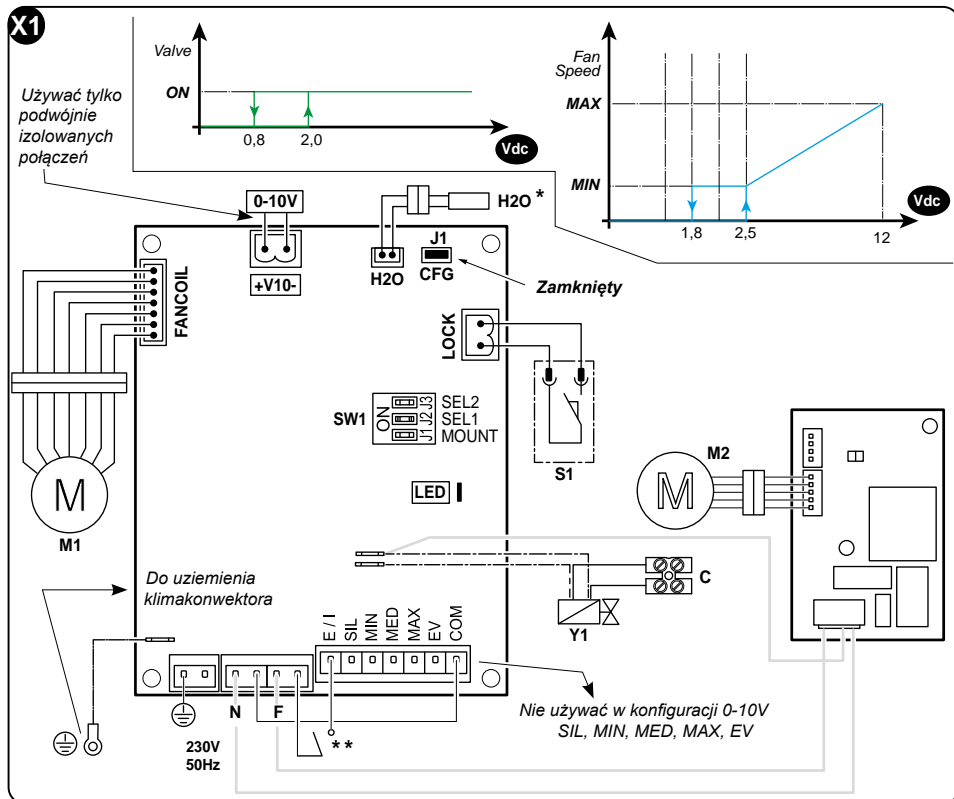 X1
Valve
ON
0,8
2,0
Vdc
Fan
Speed
MAX
MIN
1,8
2,5
12
Vdc
Używać tylko
podwójnie
izolowanych
połączeń
0-10V
+V10-
H2O *
H2O
J1
CFG
Zamknięty
FANCOIL
LOCK
SW1
ON
J3 SEL2
J2 SEL1
J1 MOUNT
S1
M
M1
M
M2
LED
Do uziemienia
klimakonwektora
C
Y1
E / I
SIL
MIN
MED
MAX
EV
COM
N
F
230V
50Hz
**
Nie używać w konfiguracji 0-10V
SIL, MIN, MED, MAX, EV